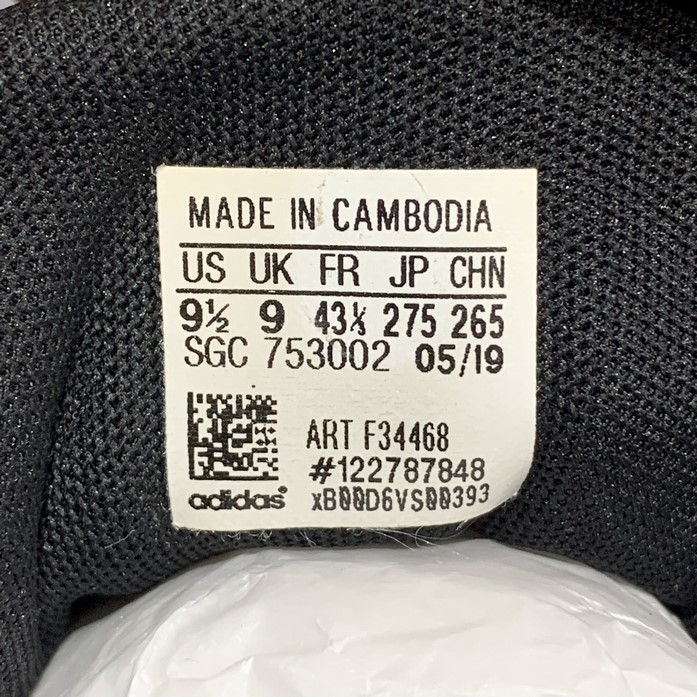 MADE IN CAMBODIA
US UK FR JP CHN
9½ 9 43⅓ 275 265
SGC 753002 05/19
ART F34468
#122787848
adidas® xB00D6VS00393